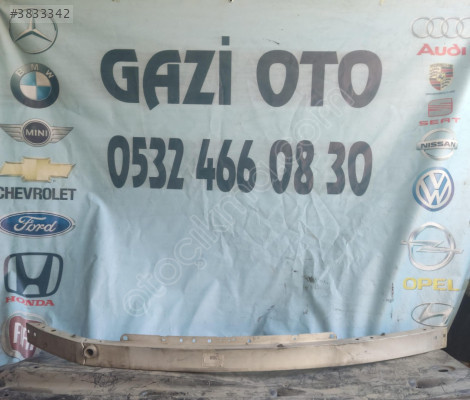 #3833342
GAZİ OTO
0532 466 08 30
BMW
MINI
CHEVROLET
Ford
HONDA
Audi
SEAT
NISSAN
OPEL